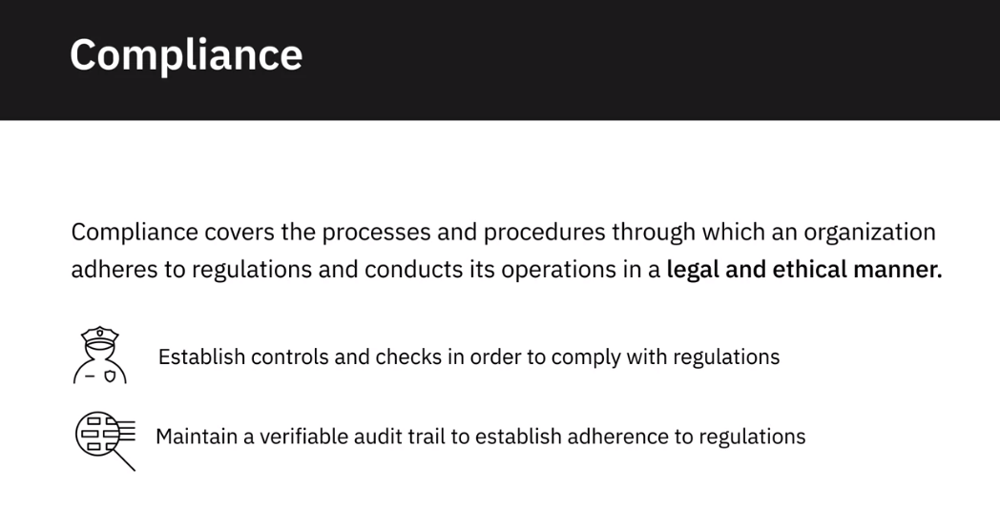 Compliance
Compliance covers the processes and procedures through which an organization
adheres to regulations and conducts its operations in a legal and ethical manner.
Establish controls and checks in order to comply with regulations
Maintain a verifiable audit trail to establish adherence to regulations